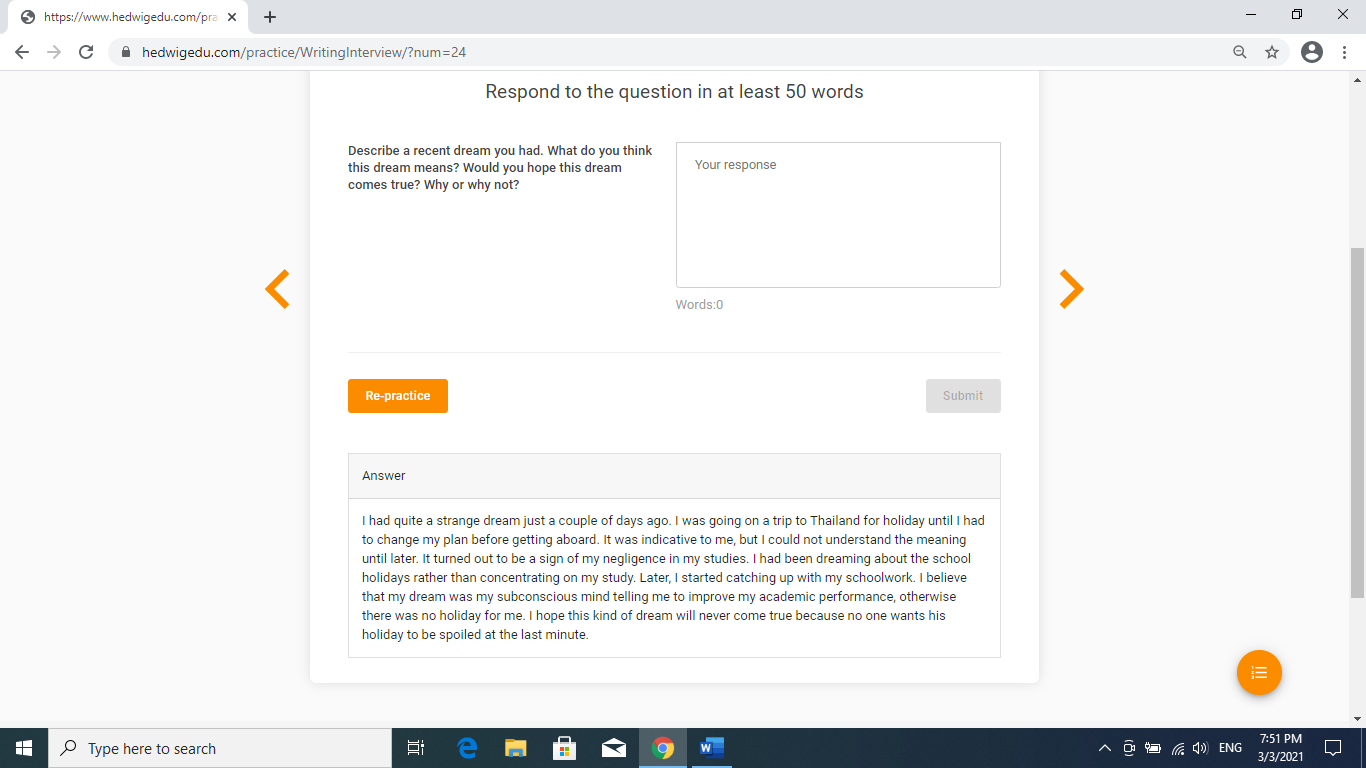 https://www.hedwigedu.com/pra
hedwigedu.com/practice/WritingInterview/?num=24
Respond to the question in at least 50 words
Describe a recent dream you had. What do you think
this dream means? Would you hope this dream
comes true? Why or why not?
Your response
Words:0
Re-practice
Submit
Answer
I had quite a strange dream just a couple of days ago. I was going on a trip to Thailand for holiday until I had
to change my plan before getting aboard. It was indicative to me, but I could not understand the meaning
until later. It turned out to be a sign of my negligence in my studies. I had been dreaming about the school
holidays rather than concentrating on my study. Later, I started catching up with my schoolwork. I believe
that my dream was my subconscious mind telling me to improve my academic performance, otherwise
there was no holiday for me. I hope this kind of dream will never come true because no one wants his
holiday to be spoiled at the last minute.
Type here to search
ENG
7:51 PM
3/3/2021